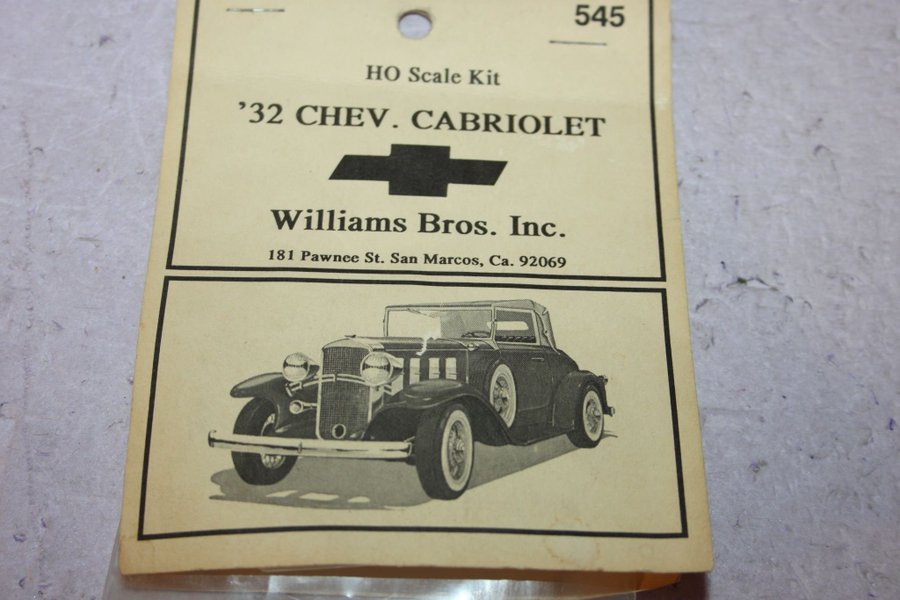 545
HO Scale Kit
'32 CHEV. CABRIOLET
Williams Bros. Inc.
181 Pawnee St. San Marcos, Ca. 92069